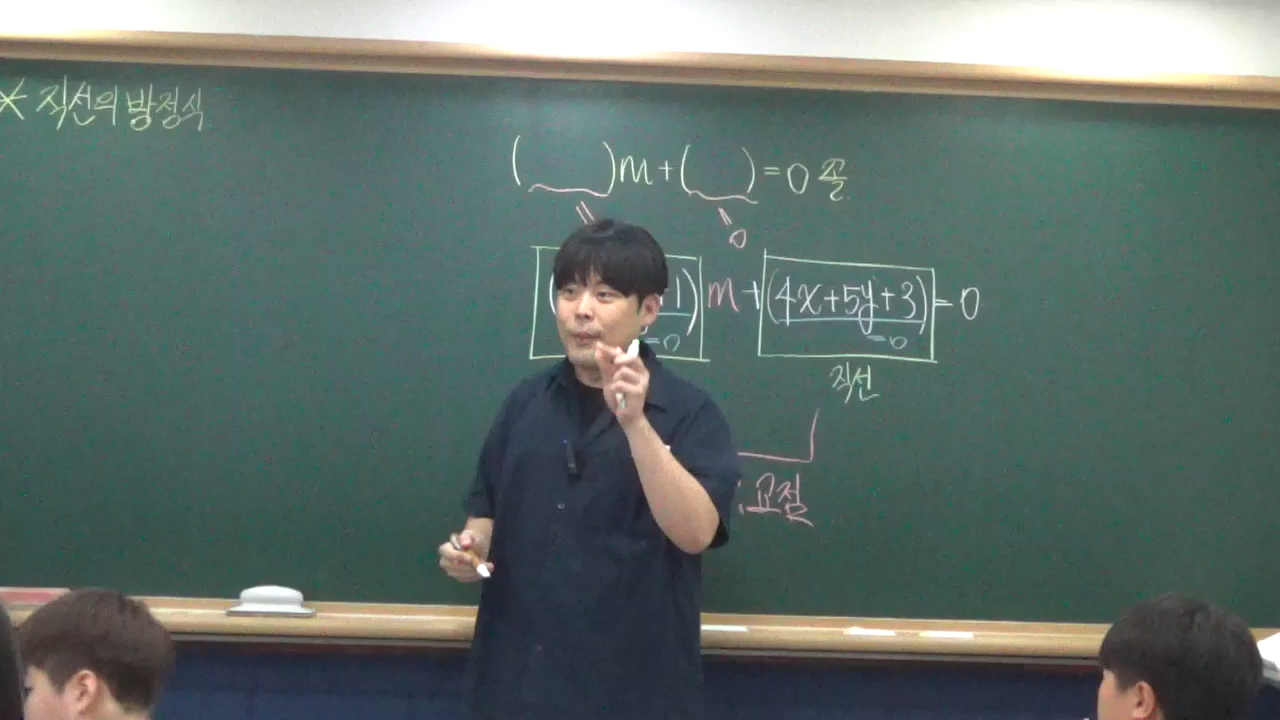 * 직선의 방정식
( )m+( )=0 꼴
0
( 1)m+(4x+5y+3)=0
=0 =0
직선
교점